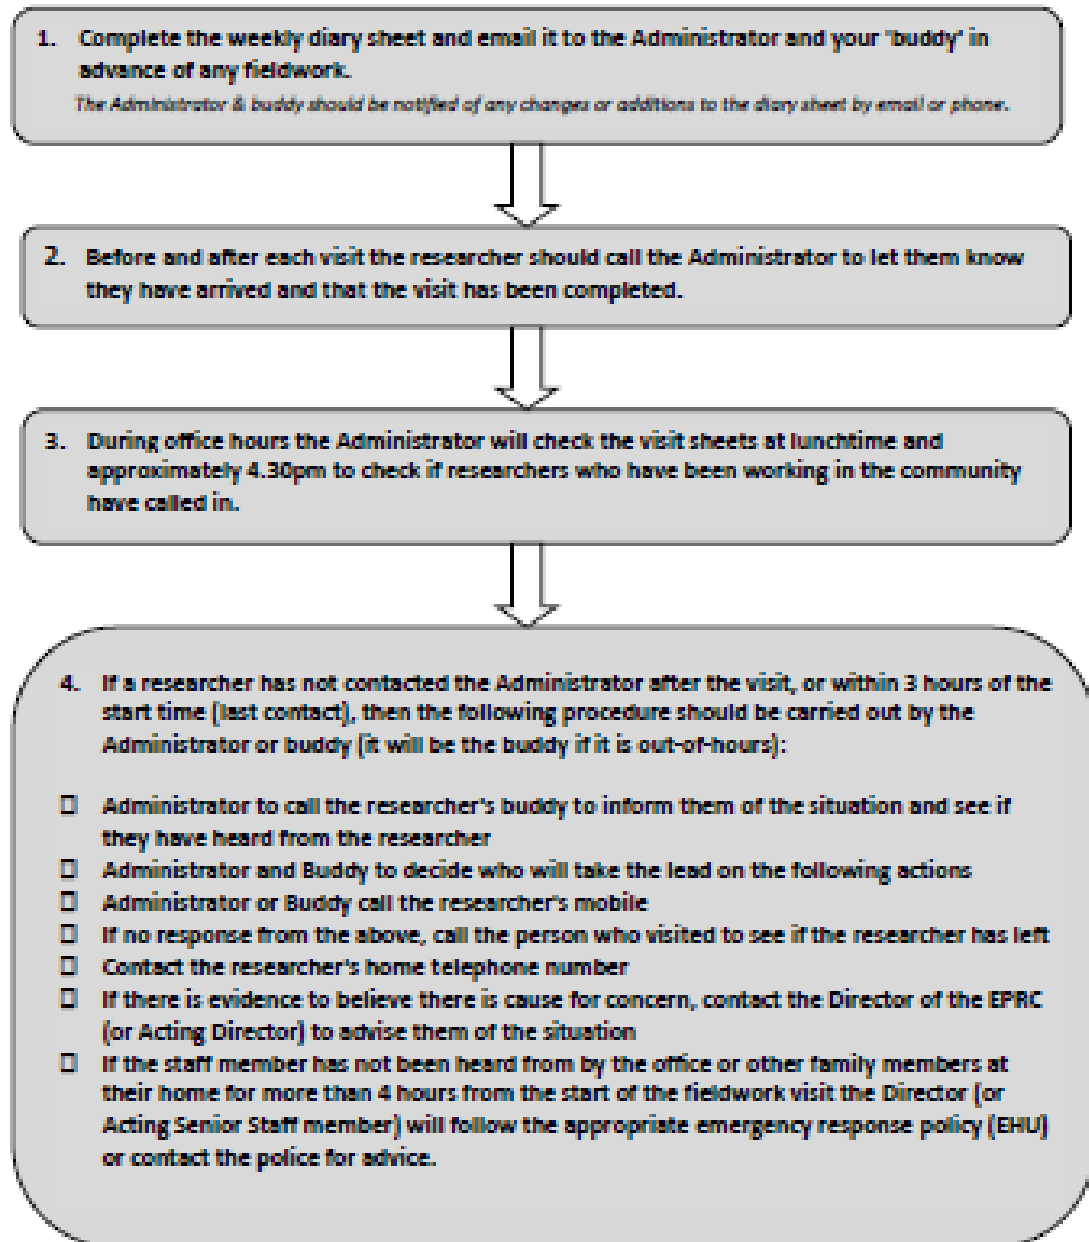 1. Complete the weekly diary sheet and email it to the Administrator and your 'buddy' in
advance of any fieldwork.
The Administrator & buddy should be notified of any changes or additions to the diary sheet by email or phone.
2. Before and after each visit the researcher should call the Administrator to let them know
they have arrived and that the visit has been completed.
3. During office hours the Administrator will check the visit sheets at lunchtime and
approximately 4.30pm to check if researchers who have been working in the community
have called in.
4. If a researcher has not contacted the Administrator after the visit, or within 3 hours of the
start time (last contact), then the following procedure should be carried out by the
Administrator or buddy (it will be the buddy if it is out-of-hours):
Administrator to call the researcher's buddy to inform them of the situation and see if
they have heard from the researcher
Administrator and Buddy to decide who will take the lead on the following actions
Administrator or Buddy call the researcher's mobile
If no response from the above, call the person who visited to see if the researcher has left
Contact the researcher's home telephone number
If there is evidence to believe there is cause for concern, contact the Director of the EPRC
(or Acting Director) to advise them of the situation
If the staff member has not been heard from by the office or other family members at
their home for more than 4 hours from the start of the fieldwork visit the Director (or
Acting Senior Staff member) will follow the appropriate emergency response policy (EHU)
or contact the police for advice.